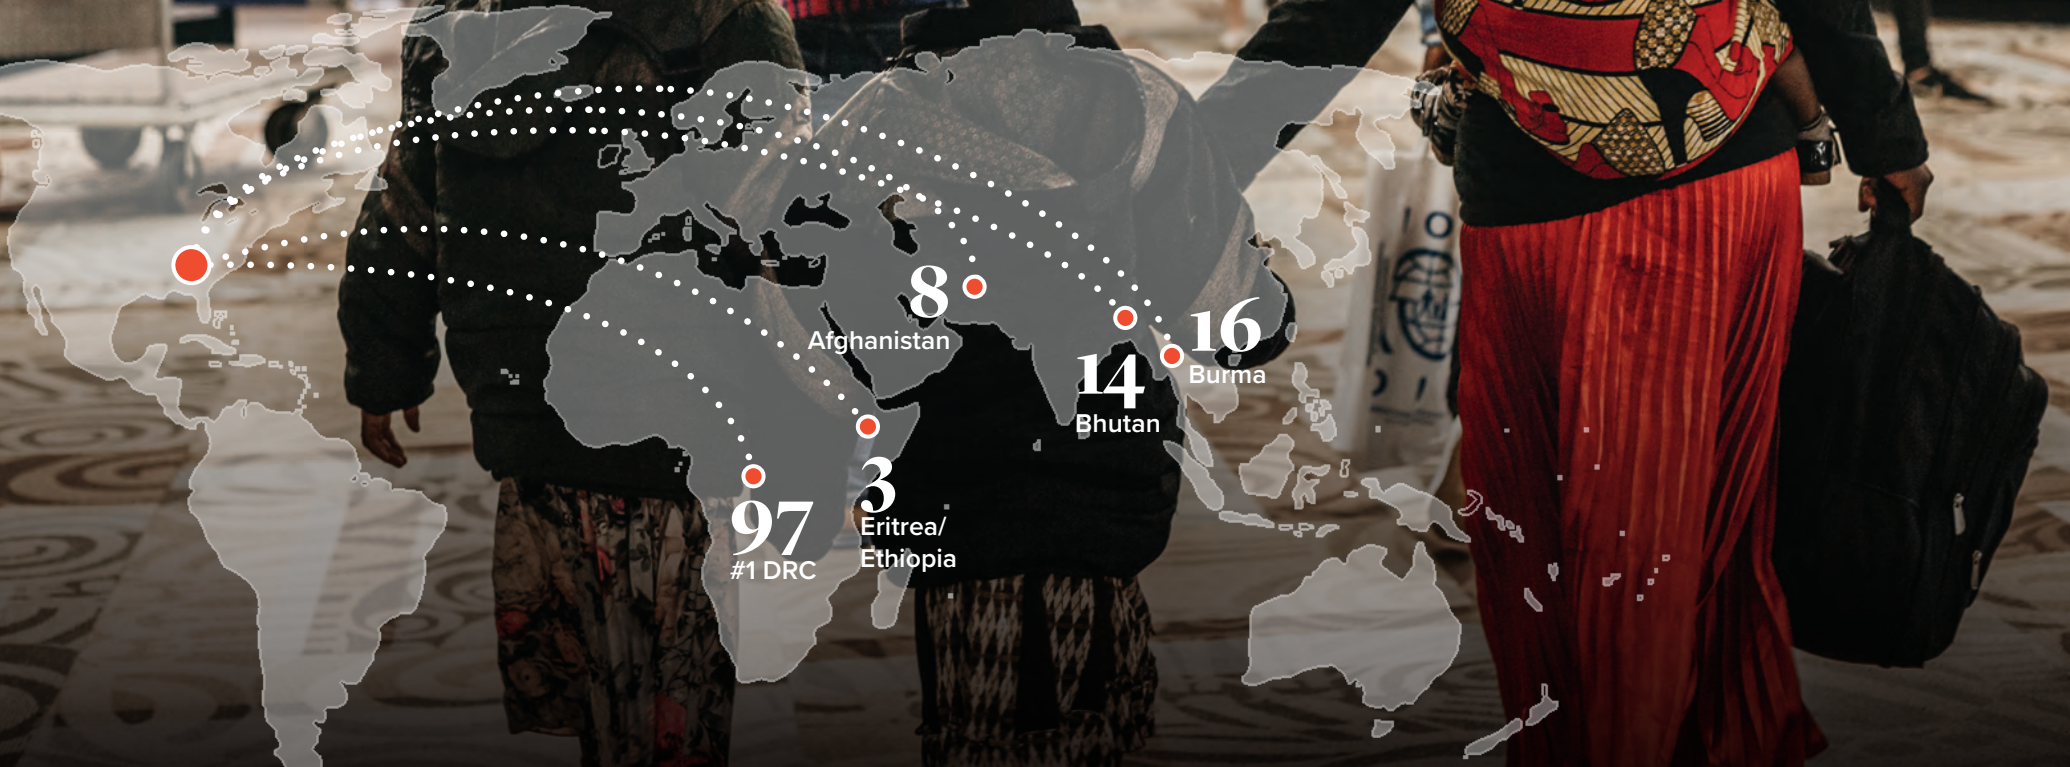 8
Afghanistan
16
Burma
14
Bhutan
3
Eritrea/
Ethiopia
97
#1 DRC